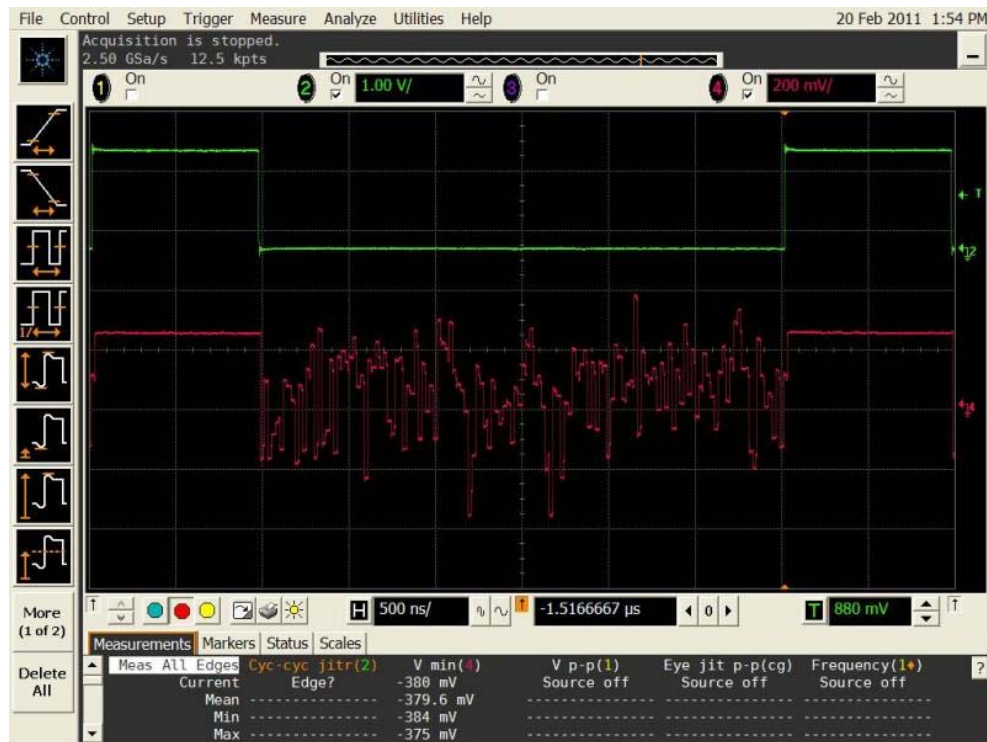 File Control Setup Trigger Measure Analyze Utilities Help 20 Feb 2011 1:54 PM
Acquisition is stopped.
2.50 GSa/s 12.5 kpts
1 On 2 On 1.00 V/ 3 On 4 On 200 mV/
T
2
4
More
(1 of 2)
Delete
All
H 500 ns/ -1.5166667 µs 0 T 880 mV
Measurements Markers Status Scales
Meas All Edges Cyc-cyc jitr(2) V min(4) V p-p(1) Eye jit p-p(cg) Frequency(1♦) ?
Current Edge? -380 mV Source off Source off Source off
Mean ---------------- -379.6 mV ---------------- ---------------- ----------------
Min ---------------- -384 mV ---------------- ---------------- ----------------
Max ---------------- -375 mV ---------------- ---------------- ----------------